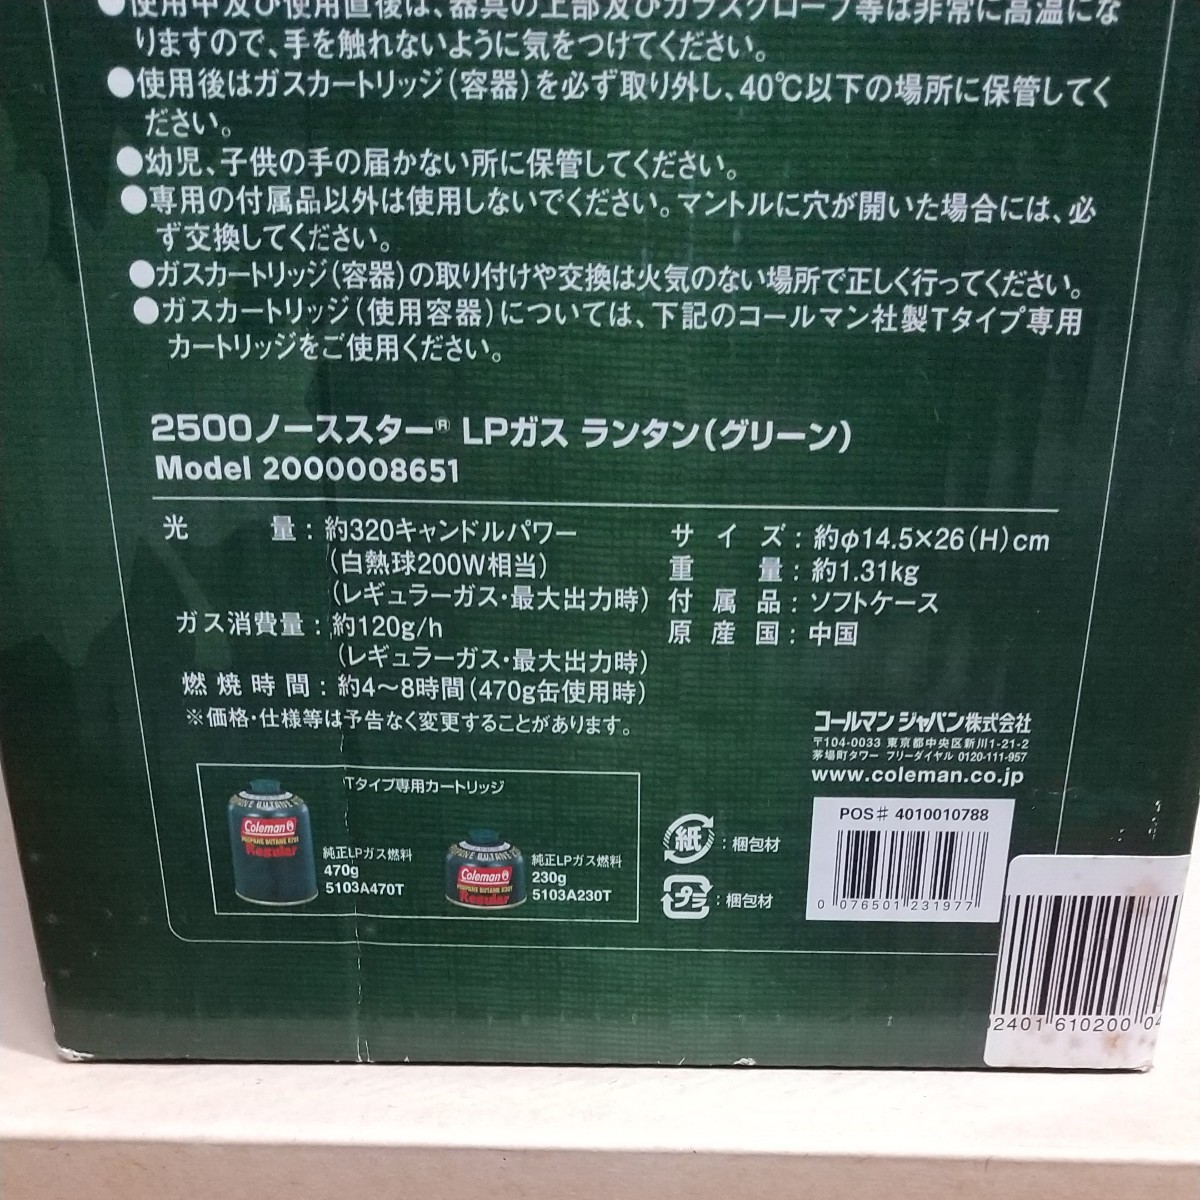 ●使用中及び使用直後は、器具の上部及びガラスグローブ等は非常に高温にな
りますので、手を触れないように気をつけてください。
●使用後はガスカートリッジ(容器)を必ず取り外し、40℃以下の場所に保管してく
ださい。
●幼児、子供の手の届かない所に保管してください。
●専用の付属品以外は使用しないでください。マントルに穴が開いた場合には、必
ず交換してください。
●ガスカートリッジ(容器)の取り付けや交換は火気のない場所で正しく行ってください。
●ガスカートリッジ(使用容器)については、下記のコールマン社製Tタイプ専用
カートリッジをご使用ください。
2500ノーススター® LPガス ランタン(グリーン)
Model 2000008651
光量:約320キャンドルパワー
(白熱球200W相当)
(レギュラーガス・最大出力時)
ガス消費量:約120g/h
(レギュラーガス・最大出力時)
燃焼時間:約4〜8時間(470g缶使用時)
※価格・仕様等は予告なく変更することがあります。
サイズ:約φ14.5×26(H)cm
重量:約1.31kg
付属品:ソフトケース
原産国:中国
コールマン ジャパン株式会社
〒104-0033 東京都中央区新川1-21-2
茅場町タワー フリーダイヤル 0120-111-957
www.coleman.co.jp
Tタイプ専用カートリッジ
Coleman
PROPANE BUTANE
Regular
純正LPガス燃料
470g
5103A470T
Coleman
Regular
純正LPガス燃料
230g
5103A230T
紙:梱包材
プラ:梱包材
POS# 4010010788
0 076501 231977
2401 610200 04